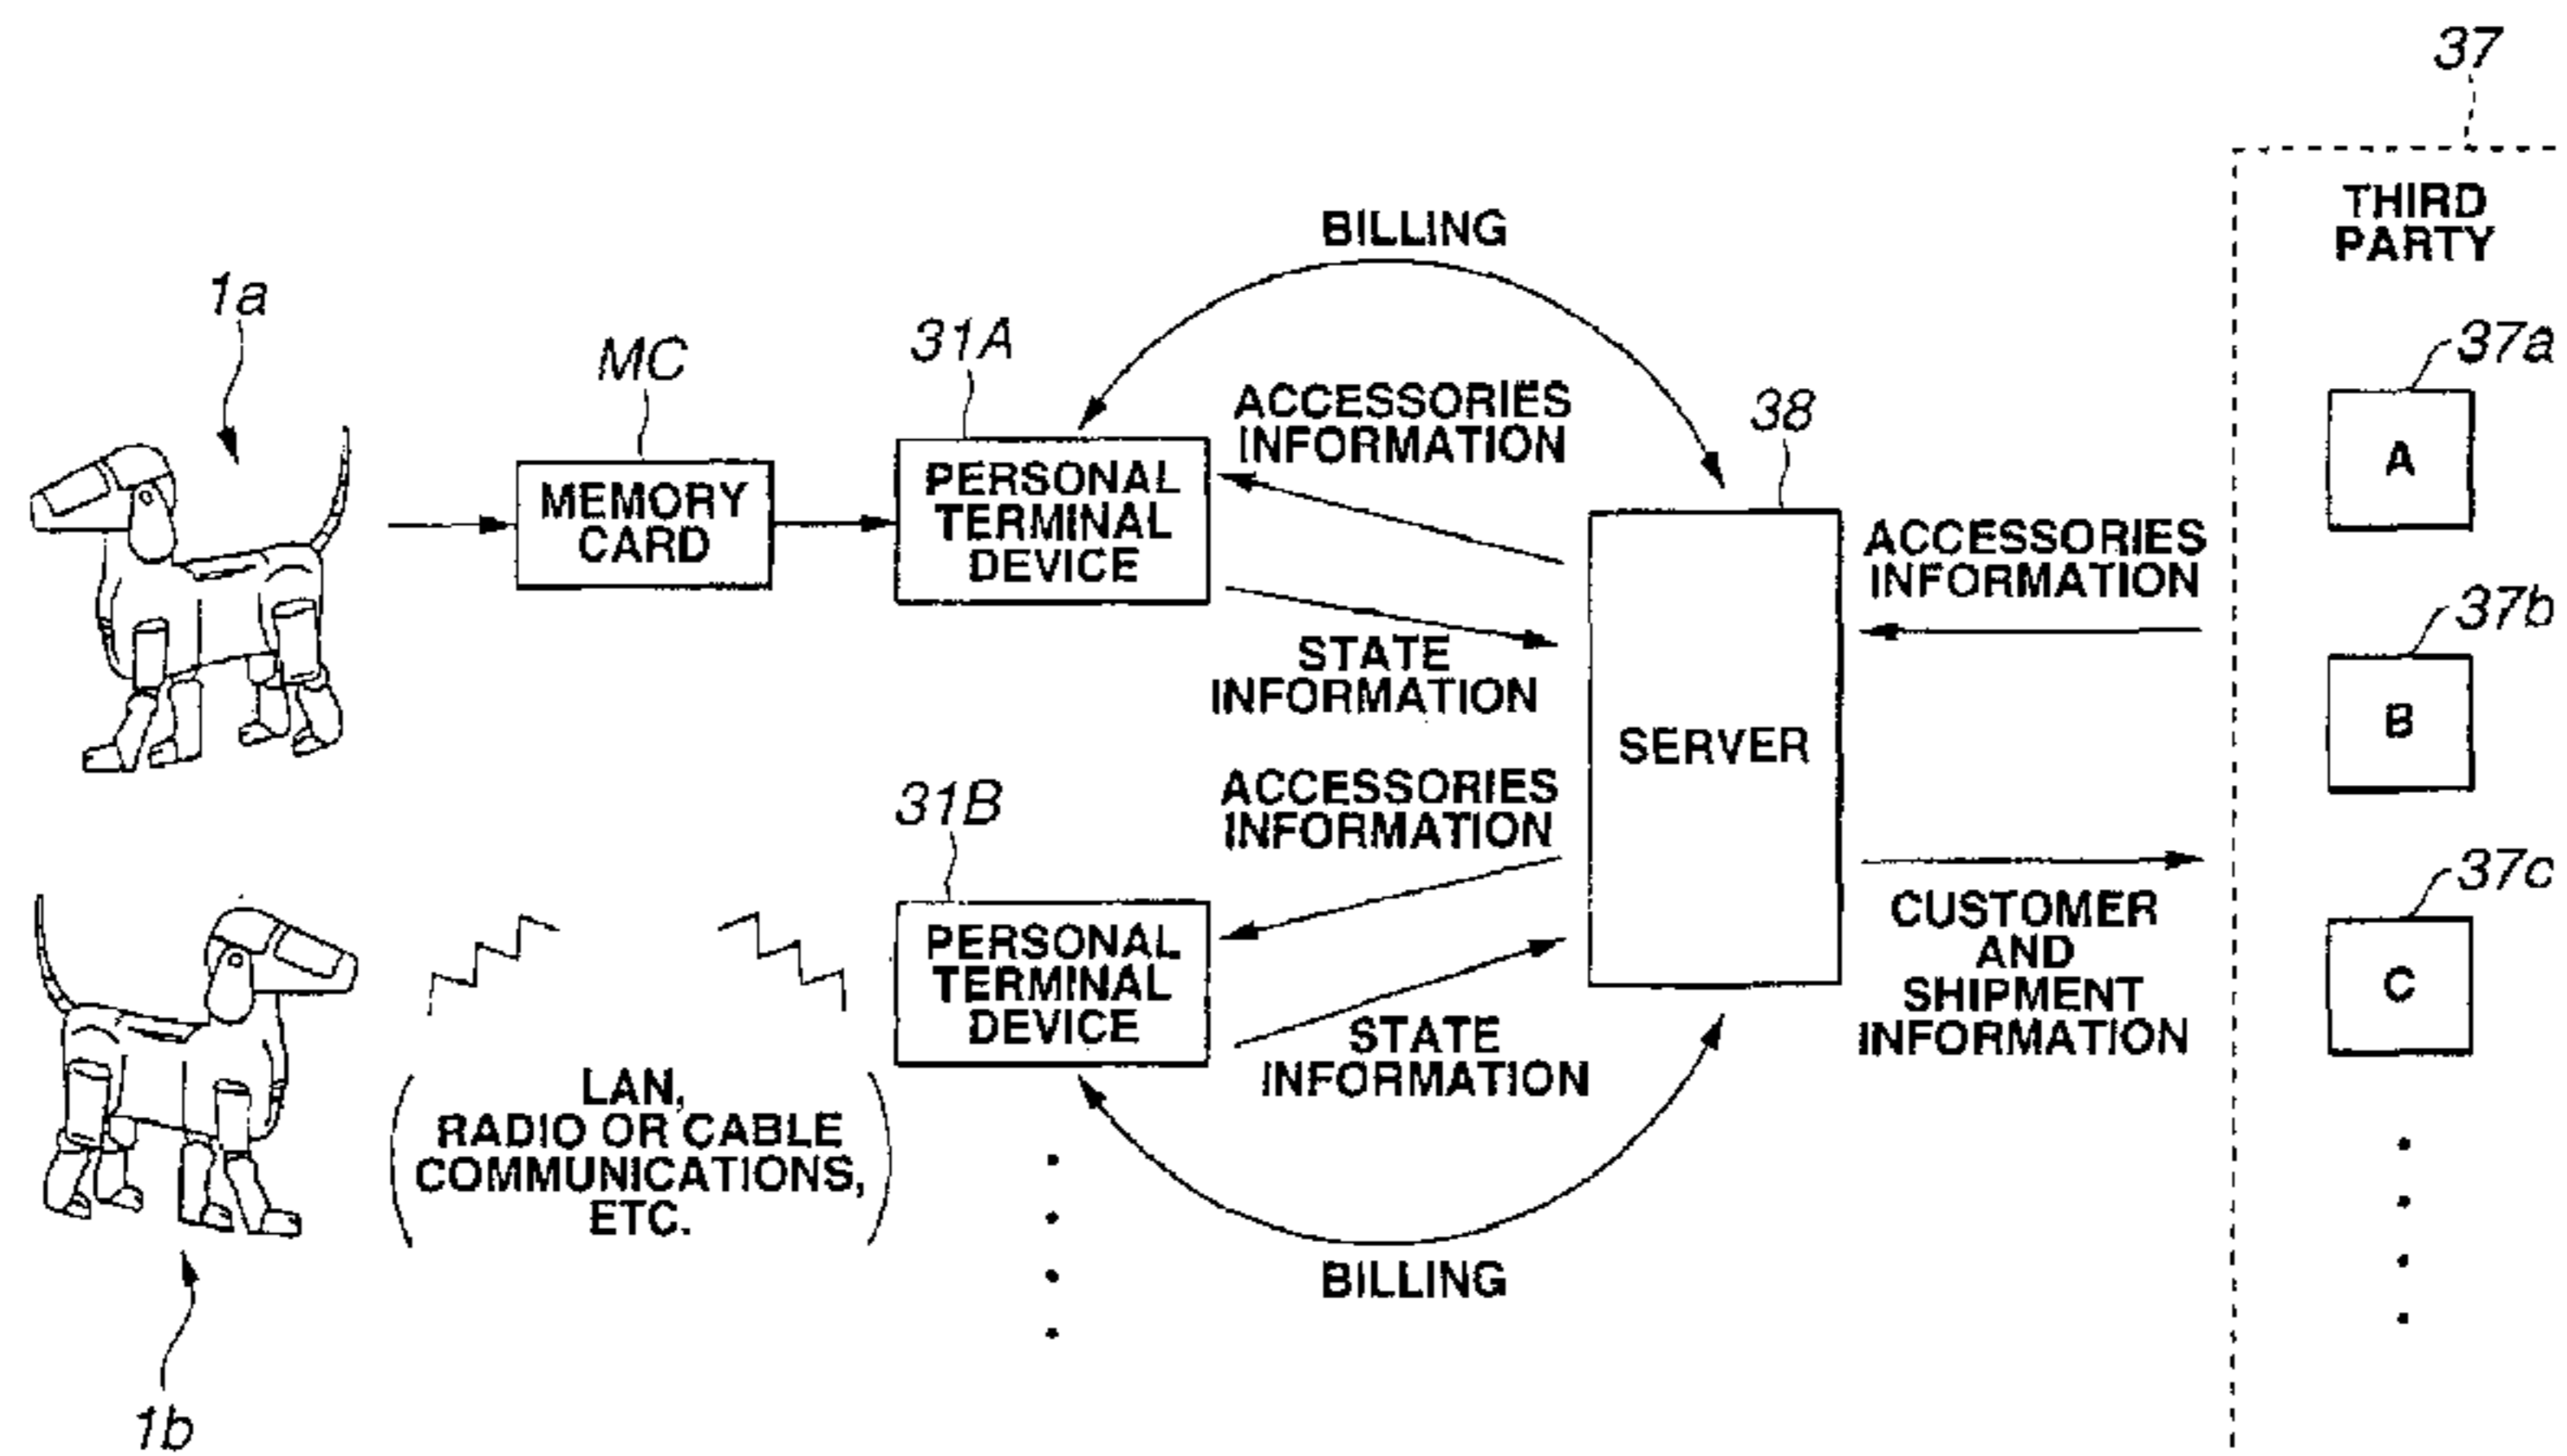 37
THIRD
PARTY
BILLING
1a
MC
31A
37a
ACCESSORIES
INFORMATION
38
A
MEMORY
CARD
PERSONAL
TERMINAL
DEVICE
ACCESSORIES
INFORMATION
37b
STATE
INFORMATION
SERVER
B
31B
ACCESSORIES
INFORMATION
37c
PERSONAL
TERMINAL
DEVICE
CUSTOMER
AND
SHIPMENT
INFORMATION
C
STATE
INFORMATION
LAN,
RADIO OR CABLE
COMMUNICATIONS,
ETC.
BILLING
1b